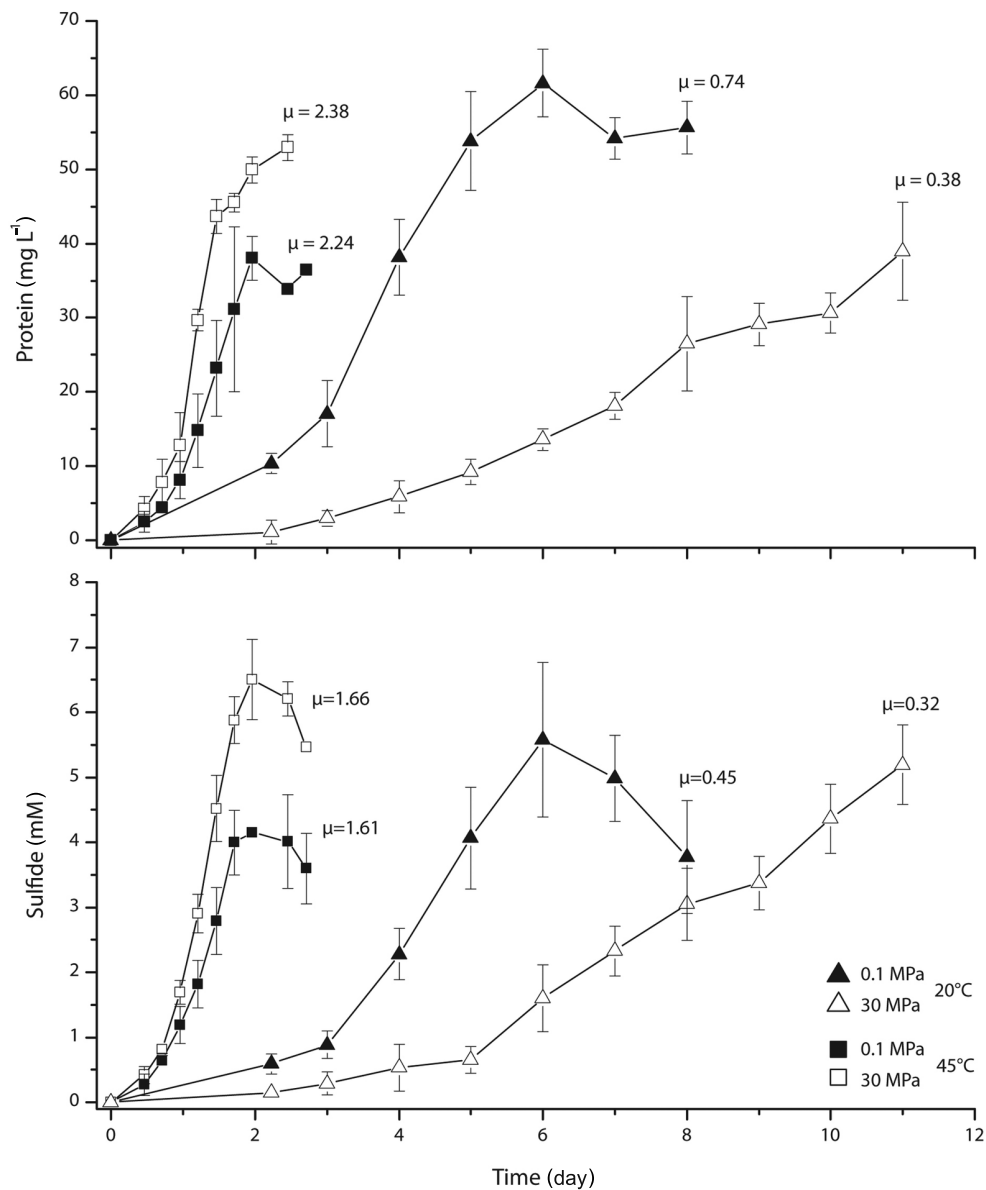 70
60
50
40
30
20
10
0
Protein (mg L⁻¹)
μ = 2.38
μ = 2.24
μ = 0.74
μ = 0.38
8
7
6
5
4
3
2
1
0
Sulfide (mM)
μ=1.66
μ=1.61
μ=0.45
μ=0.32
0.1 MPa
30 MPa
20°C
0.1 MPa
30 MPa
45°C
0 2 4 6 8 10 12
Time (day)